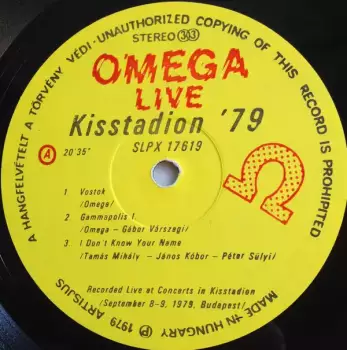 A HANGFELVÉTELT A TÖRVÉNY VÉDI · UNAUTHORIZED COPYING OF THIS RECORD IS PROHIBITED
STEREO 33
OMEGA
LIVE
Kisstadion '79
A
20'35"
SLPX 17619
1 Vostok
/Omega/
2 Gammopolis I.
/Omega – Gábor Várszegi/
3 I Don't Know Your Name
/Tamás Mihály – János Kóbor – Péter Sülyi/
Recorded Live at Concerts in Kisstadion
/September 8-9, 1979, Budapest/
MADE IN HUNGARY Ⓟ 1979 ARTISJUS